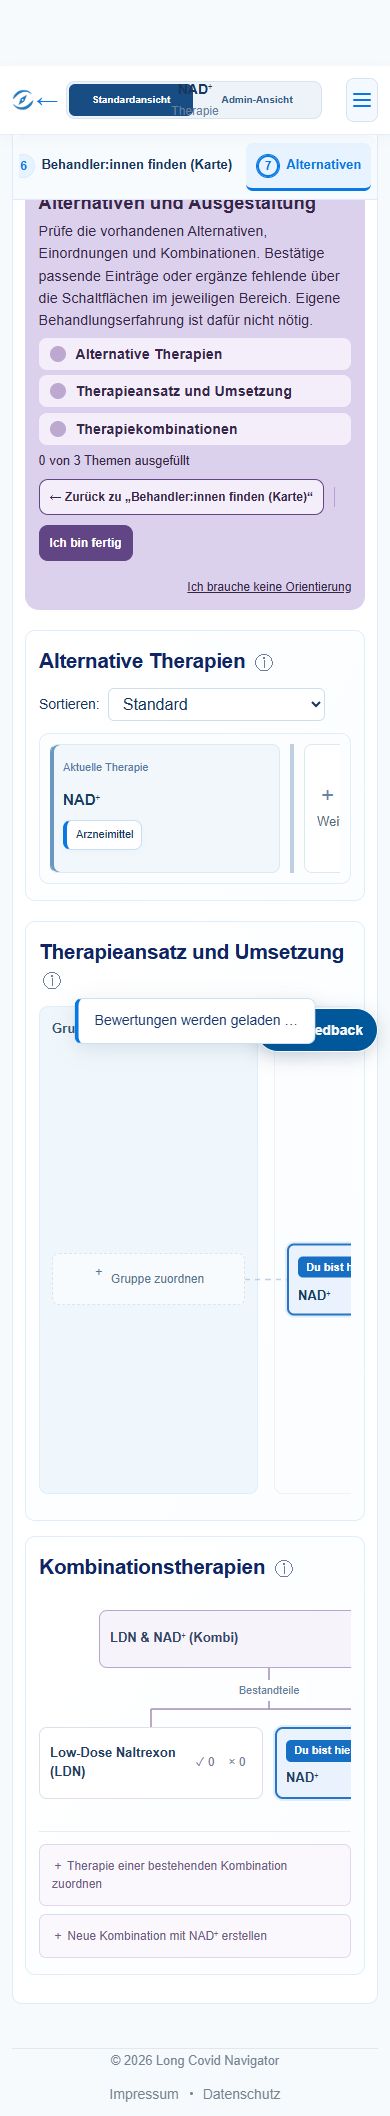 Standardansicht
NAD⁺
Therapie
Admin-Ansicht
6 Behandler:innen finden (Karte)
7 Alternativen
Alternativen und Ausgestaltung
Prüfe die vorhandenen Alternativen,
Einordnungen und Kombinationen. Bestätige
passende Einträge oder ergänze fehlende über
die Schaltflächen im jeweiligen Bereich. Eigene
Behandlungserfahrung ist dafür nicht nötig.
Alternative Therapien
Therapieansatz und Umsetzung
Therapiekombinationen
0 von 3 Themen ausgefüllt
← Zurück zu „Behandler:innen finden (Karte)“
Ich bin fertig
Ich brauche keine Orientierung
Alternative Therapien ⓘ
Sortieren: Standard
Aktuelle Therapie
NAD⁺
Arzneimittel
+
Wei
Therapieansatz und Umsetzung
ⓘ
Gru
Bewertungen werden geladen …
edback
+ Gruppe zuordnen
Du bist h
NAD⁺
Kombinationstherapien ⓘ
LDN & NAD⁺ (Kombi)
Bestandteile
Low-Dose Naltrexon
(LDN)
✓ 0 × 0
Du bist hie
NAD⁺
+ Therapie einer bestehenden Kombination
zuordnen
+ Neue Kombination mit NAD⁺ erstellen
© 2026 Long Covid Navigator
Impressum • Datenschutz